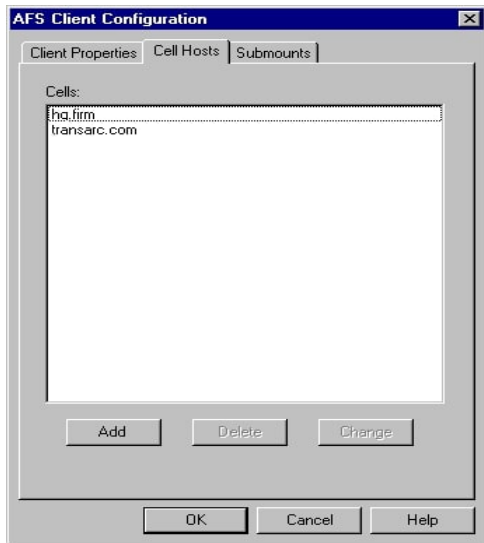 AFS Client Configuration
Client Properties Cell Hosts Submounts
Cells:
hq.firm
transarc.com
Add Delete Change
OK Cancel Help